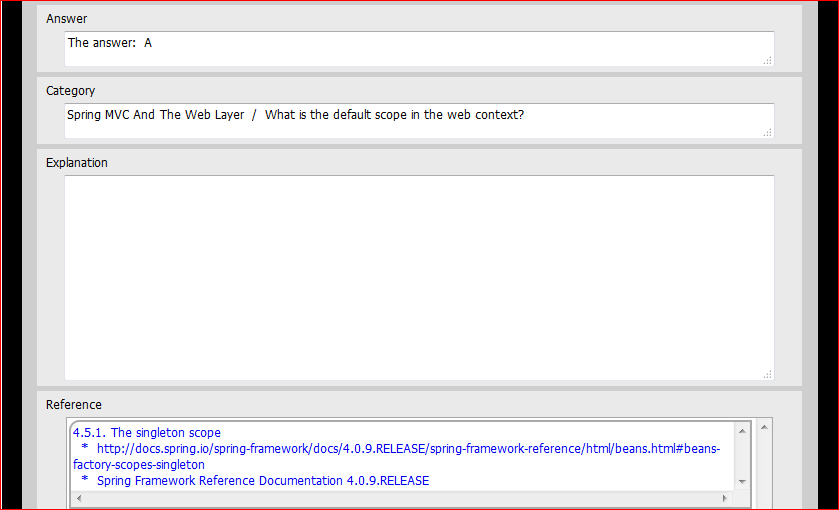 Answer
The answer:  A
Category
Spring MVC And The Web Layer  /  What is the default scope in the web context?
Explanation
Reference
4.5.1. The singleton scope
*  http://docs.spring.io/spring-framework/docs/4.0.9.RELEASE/spring-framework-reference/html/beans.html#beans-
factory-scopes-singleton
*  Spring Framework Reference Documentation 4.0.9.RELEASE